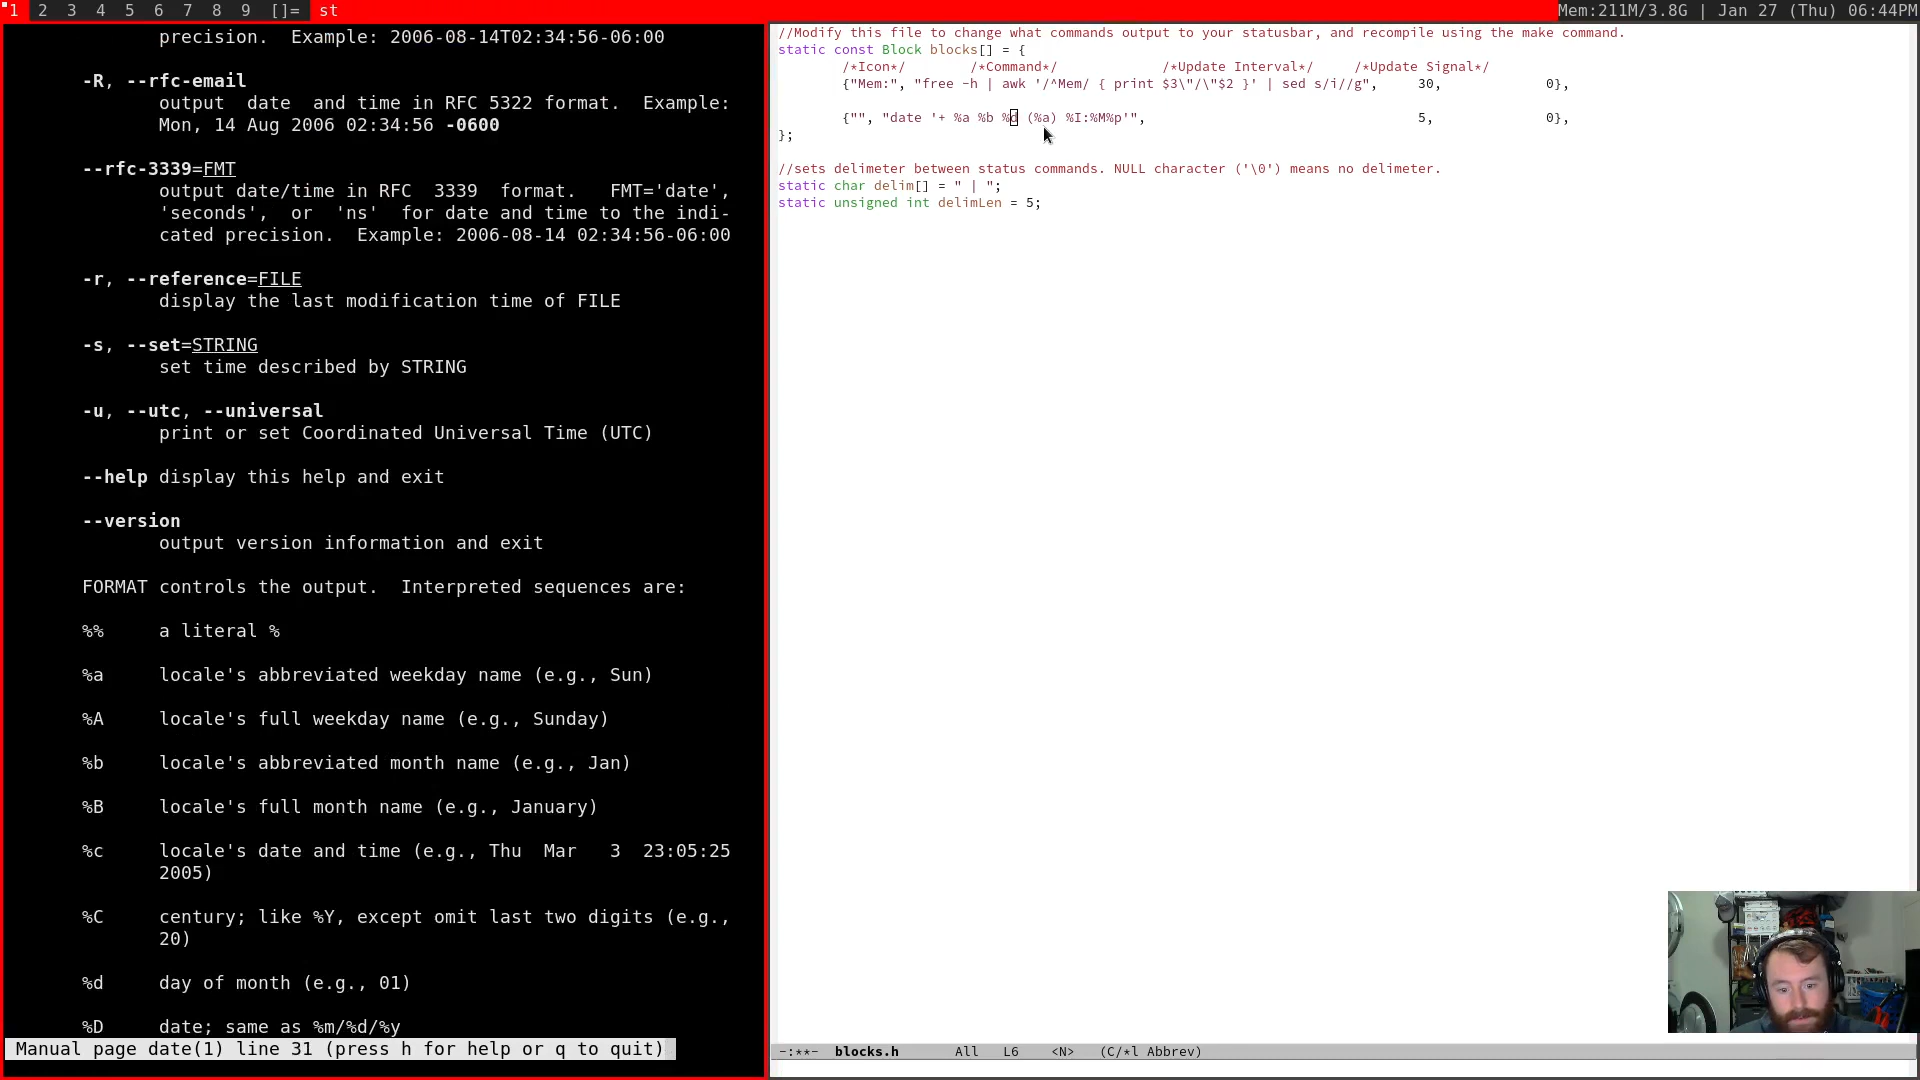 1 2 3 4 5 6 7 8 9 []= st Mem:211M/3.8G | Jan 27 (Thu) 06:44PM
precision. Example: 2006-08-14T02:34:56-06:00
-R, --rfc-email
output date and time in RFC 5322 format. Example:
Mon, 14 Aug 2006 02:34:56 -0600
--rfc-3339=FMT
output date/time in RFC 3339 format. FMT='date',
'seconds', or 'ns' for date and time to the indi-
cated precision. Example: 2006-08-14 02:34:56-06:00
-r, --reference=FILE
display the last modification time of FILE
-s, --set=STRING
set time described by STRING
-u, --utc, --universal
print or set Coordinated Universal Time (UTC)
--help display this help and exit
--version
output version information and exit
FORMAT controls the output. Interpreted sequences are:
%% a literal %
%a locale's abbreviated weekday name (e.g., Sun)
%A locale's full weekday name (e.g., Sunday)
%b locale's abbreviated month name (e.g., Jan)
%B locale's full month name (e.g., January)
%c locale's date and time (e.g., Thu Mar 3 23:05:25
2005)
%C century; like %Y, except omit last two digits (e.g.,
20)
%d day of month (e.g., 01)
%D date; same as %m/%d/%y
Manual page date(1) line 31 (press h for help or q to quit)
//Modify this file to change what commands output to your statusbar, and recompile using the make command.
static const Block blocks[] = {
/*Icon*/ /*Command*/ /*Update Interval*/ /*Update Signal*/
{"Mem:", "free -h | awk '/^Mem/ { print $3\"/\"$2 }' | sed s/i//g", 30, 0},
{"", "date '+ %a %b %d (%a) %I:%M%p'", 5, 0},
};
//sets delimeter between status commands. NULL character ('\0') means no delimeter.
static char delim[] = " | ";
static unsigned int delimLen = 5;
-:**- blocks.h All L6 <N> (C/*l Abbrev)